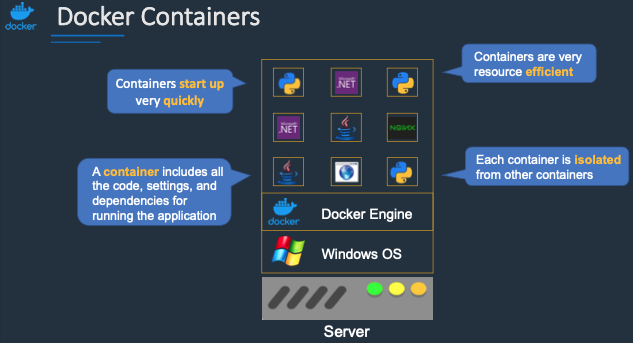 docker
Docker Containers
Containers start up
very quickly
Containers are very
resource efficient
Microsoft
.NET
Microsoft
.NET
NGINX
A container includes all
the code, settings, and
dependencies for
running the application
Each container is isolated
from other containers
docker
Docker Engine
Windows OS
Server